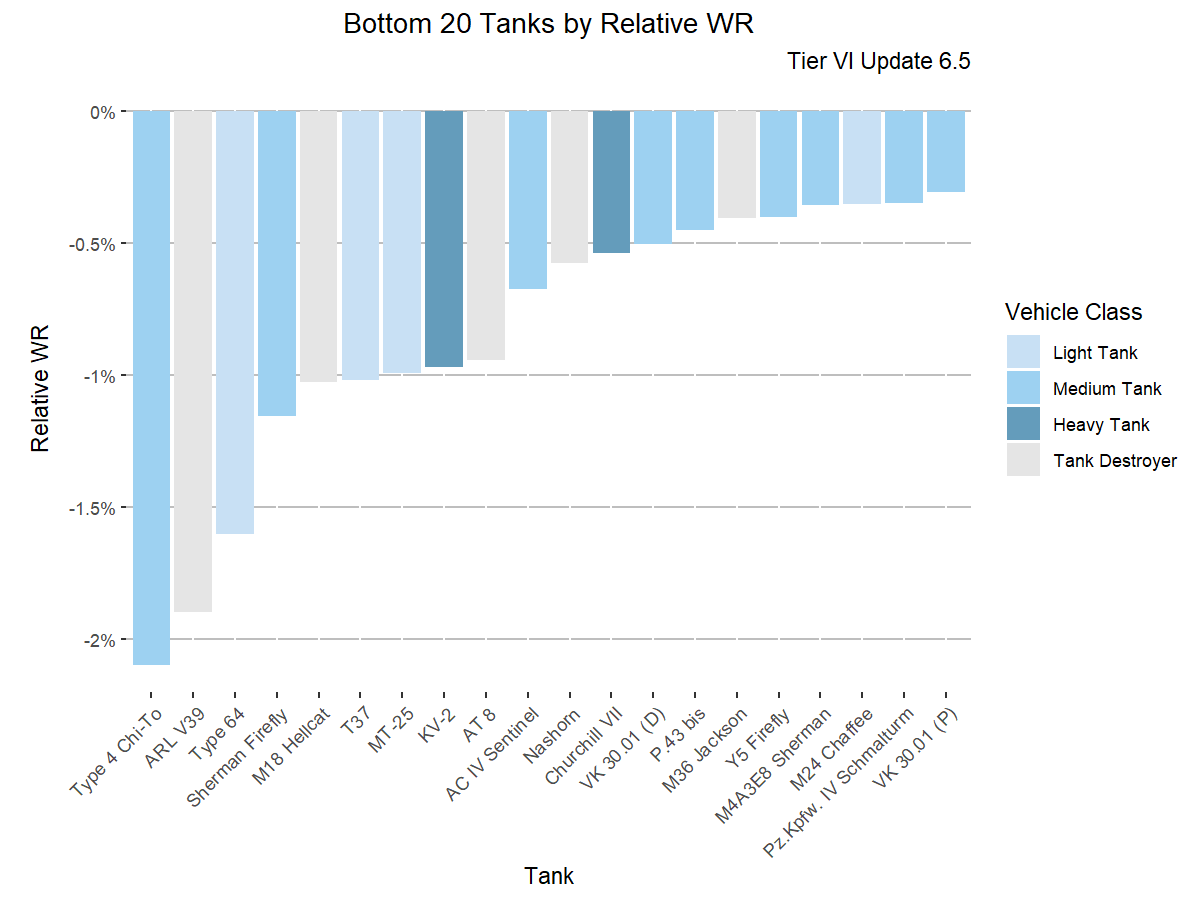 Bottom 20 Tanks by Relative WR
Tier VI Update 6.5
0%
-0.5%
-1%
-1.5%
-2%
Relative WR
Type 4 Chi-To
ARL V39
Type 64
Sherman Firefly
M18 Hellcat
T37
MT-25
KV-2
AT 8
AC IV Sentinel
Nashorn
Churchill VII
VK 30.01 (D)
P.43 bis
M36 Jackson
Y5 Firefly
M4A3E8 Sherman
M24 Chaffee
Pz.Kpfw. IV Schmalturm
VK 30.01 (P)
Tank
Vehicle Class
Light Tank
Medium Tank
Heavy Tank
Tank Destroyer